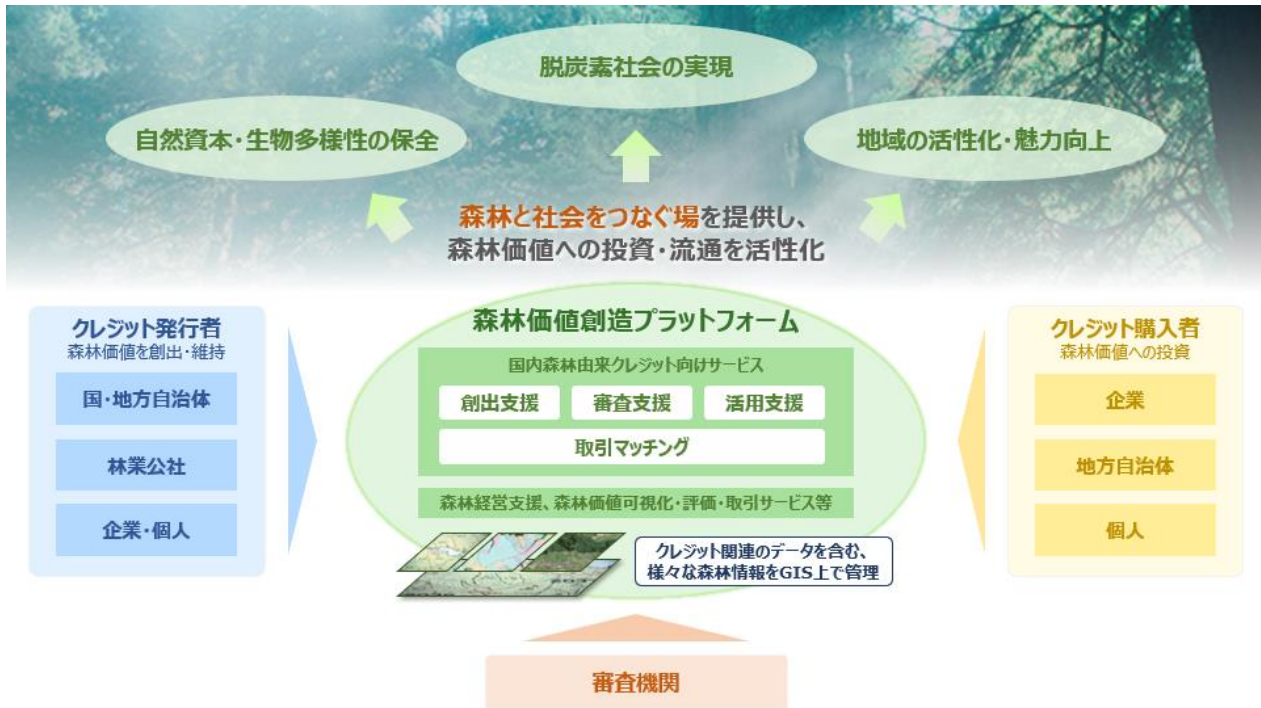 脱炭素社会の実現
自然資本・生物多様性の保全
地域の活性化・魅力向上
森林と社会をつなぐ場を提供し、
森林価値への投資・流通を活性化
クレジット発行者
森林価値を創出・維持
国・地方自治体
林業公社
企業・個人
森林価値創造プラットフォーム
国内森林由来クレジット向けサービス
創出支援
審査支援
活用支援
取引マッチング
森林経営支援、森林価値可視化・評価・取引サービス等
クレジット関連のデータを含む、
様々な森林情報をGIS上で管理
クレジット購入者
森林価値への投資
企業
地方自治体
個人
審査機関